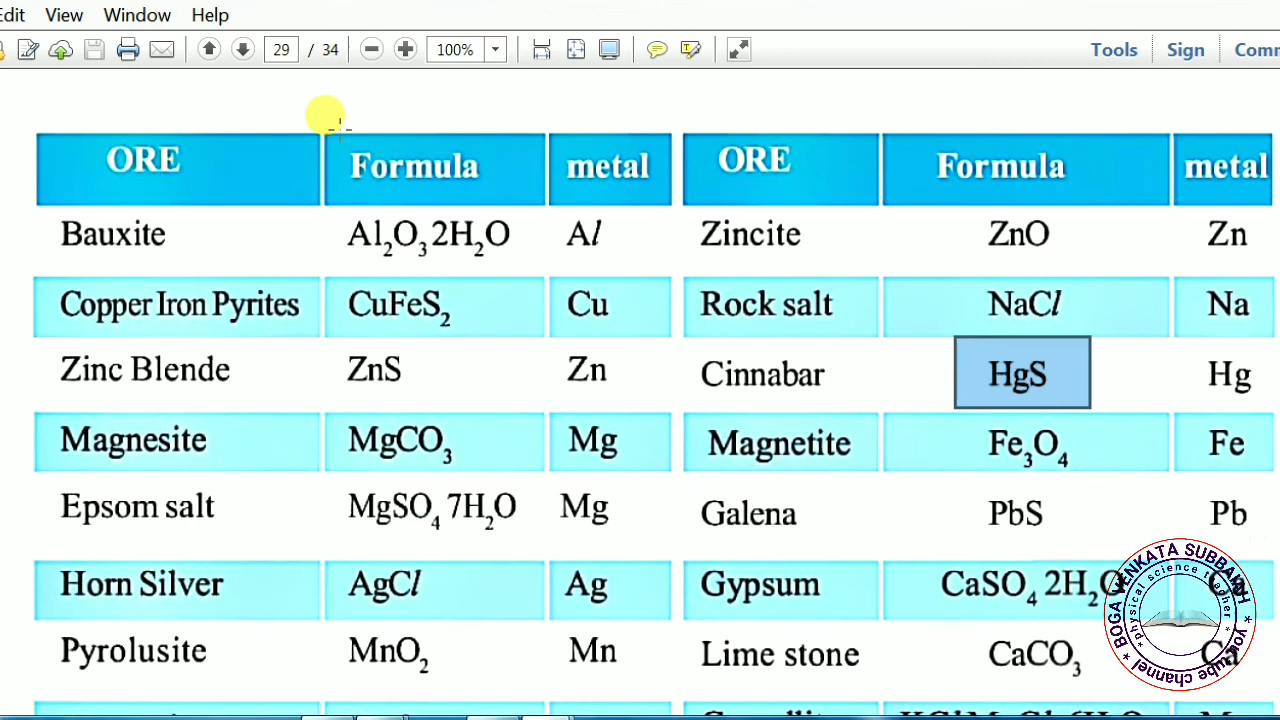 Edit View Window Help
29 / 34 100% Tools Sign
ORE Formula metal ORE Formula metal
Bauxite Al₂O₃ 2H₂O Al Zincite ZnO Zn
Copper Iron Pyrites CuFeS₂ Cu Rock salt NaCl Na
Zinc Blende ZnS Zn Cinnabar HgS Hg
Magnesite MgCO₃ Mg Magnetite Fe₃O₄ Fe
Epsom salt MgSO₄ 7H₂O Mg Galena PbS Pb
Horn Silver AgCl Ag Gypsum CaSO₄ 2H₂O Ca
Pyrolusite MnO₂ Mn Lime stone CaCO₃ Ca
BOGA VENKATA SUBBAIAH * youtube channel *
*physical science teacher*